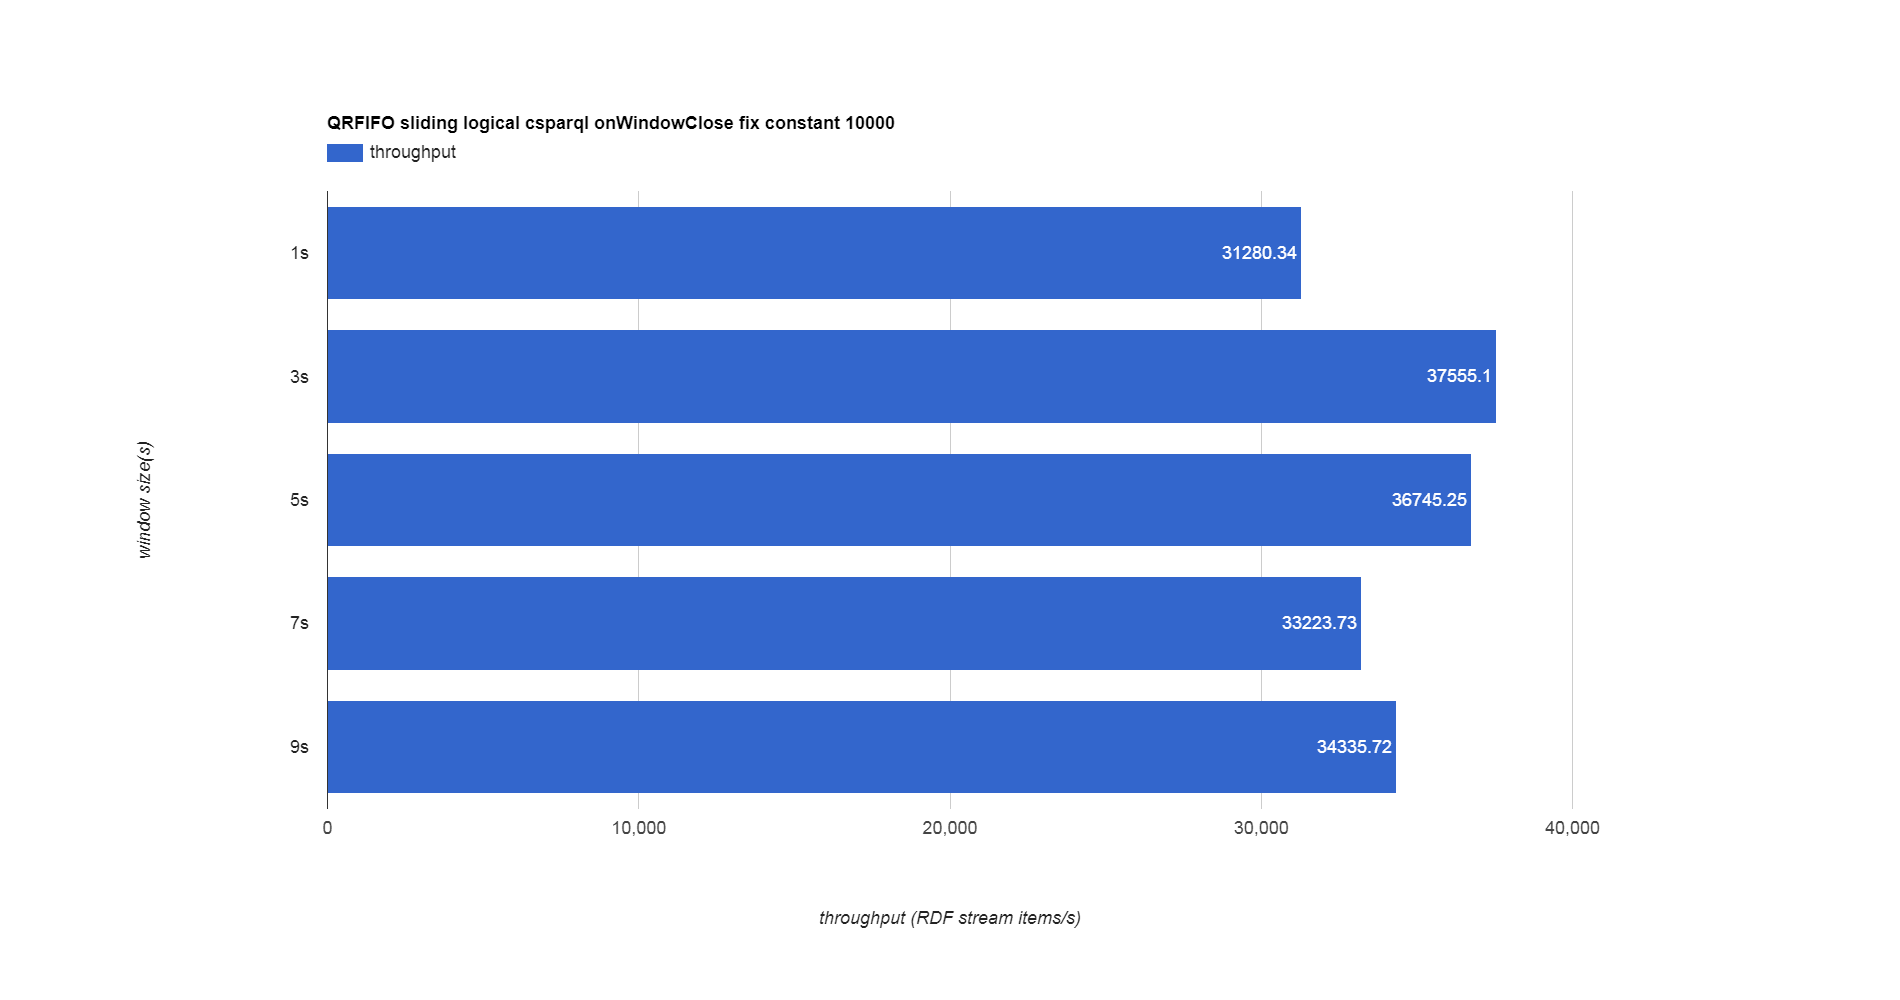 QRFIFO sliding logical csparql onWindowClose fix constant 10000
throughput
window size(s)
1s
31280.34
3s
37555.1
5s
36745.25
7s
33223.73
9s
34335.72
0
10,000
20,000
30,000
40,000
throughput (RDF stream items/s)